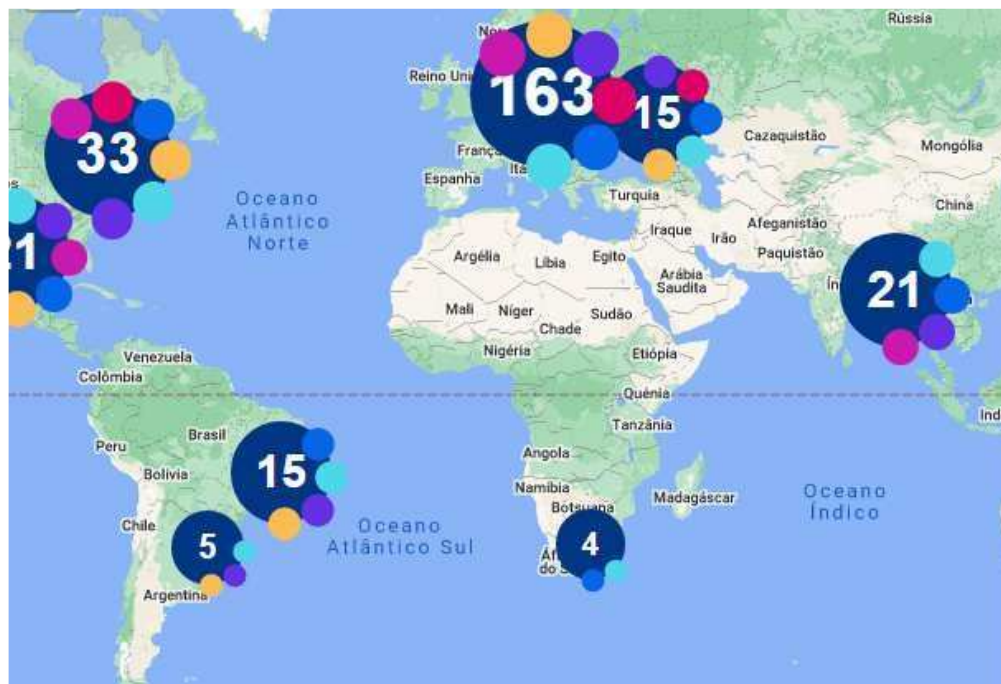 Rússia
Reino Uni
163
15
33
Cazaquistão
Mongólia
França
Espanha
Turquia
China
Oceano
Atlântico
Norte
Iraque
Irão
Afeganistão
Paquistão
Argélia
Líbia
Egito
Arábia
Saudita
21
21
Mali
Níger
Chade
Sudão
Nigéria
Etiópia
Venezuela
Colômbia
Quénia
Tanzânia
Peru
Brasil
Bolívia
15
Angola
Namíbia
Botsuana
Madagáscar
Oceano
Índico
Chile
Oceano
Atlântico Sul
5
4
Argentina